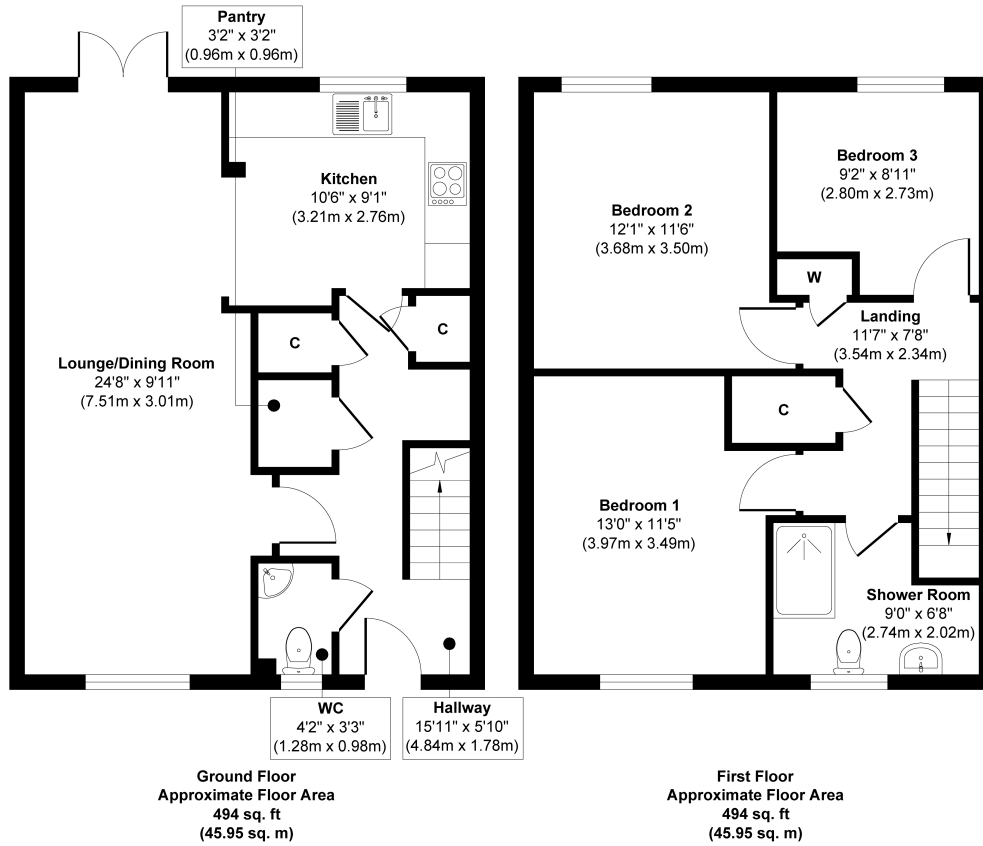 Pantry
3'2" x 3'2"
(0.96m x 0.96m)
Kitchen
10'6" x 9'1"
(3.21m x 2.76m)
C
C
Lounge/Dining Room
24'8" x 9'11"
(7.51m x 3.01m)
WC
4'2" x 3'3"
(1.28m x 0.98m)
Hallway
15'11" x 5'10"
(4.84m x 1.78m)
Ground Floor
Approximate Floor Area
494 sq. ft
(45.95 sq. m)
Bedroom 2
12'1" x 11'6"
(3.68m x 3.50m)
Bedroom 3
9'2" x 8'11"
(2.80m x 2.73m)
W
Landing
11'7" x 7'8"
(3.54m x 2.34m)
C
Bedroom 1
13'0" x 11'5"
(3.97m x 3.49m)
Shower Room
9'0" x 6'8"
(2.74m x 2.02m)
First Floor
Approximate Floor Area
494 sq. ft
(45.95 sq. m)